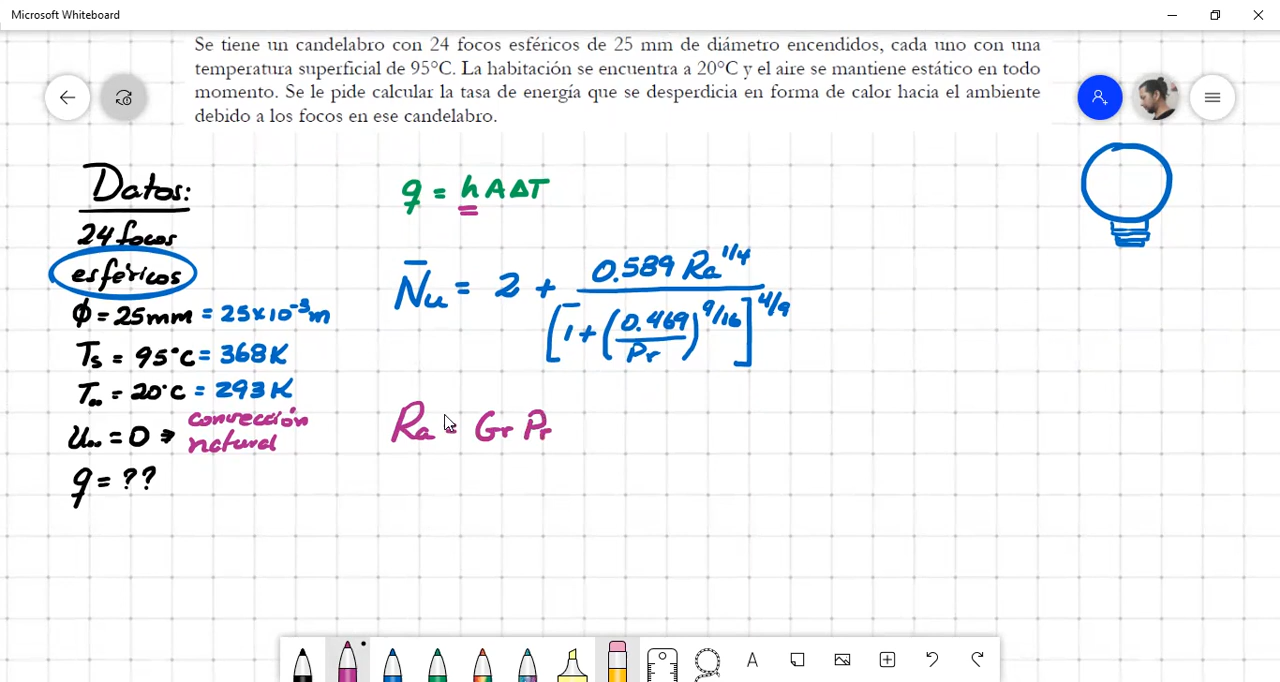 Microsoft Whiteboard
Se tiene un candelabro con 24 focos esféricos de 25 mm de diámetro encendidos, cada uno con una
temperatura superficial de 95°C. La habitación se encuentra a 20°C y el aire se mantiene estático en todo
momento. Se le pide calcular la tasa de energía que se desperdicia en forma de calor hacia el ambiente
debido a los focos en ese candelabro.
Datos:
24 focos
esféricos
Φ = 25mm = 25×10⁻³m
Ts = 95°C = 368K
T∞ = 20°C = 293K
U∞ = 0 → convección natural
q = ??
q = hAΔT
N̄u = 2 + 0.589 Ra^1/4 / [1 + (0.469/Pr)^9/16]^4/9
Ra = Gr Pr
A